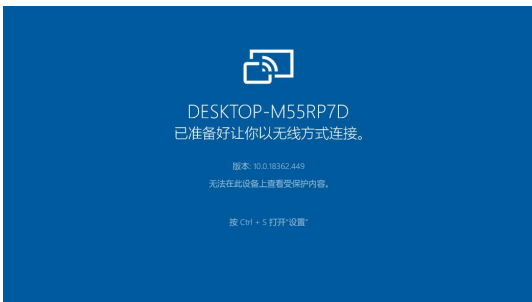 DESKTOP-M55RP7D
已准备好让你以无线方式连接。
版本: 10.0.18362.449
无法在此设备上查看受保护内容。
按 Ctrl + S 打开"设置"